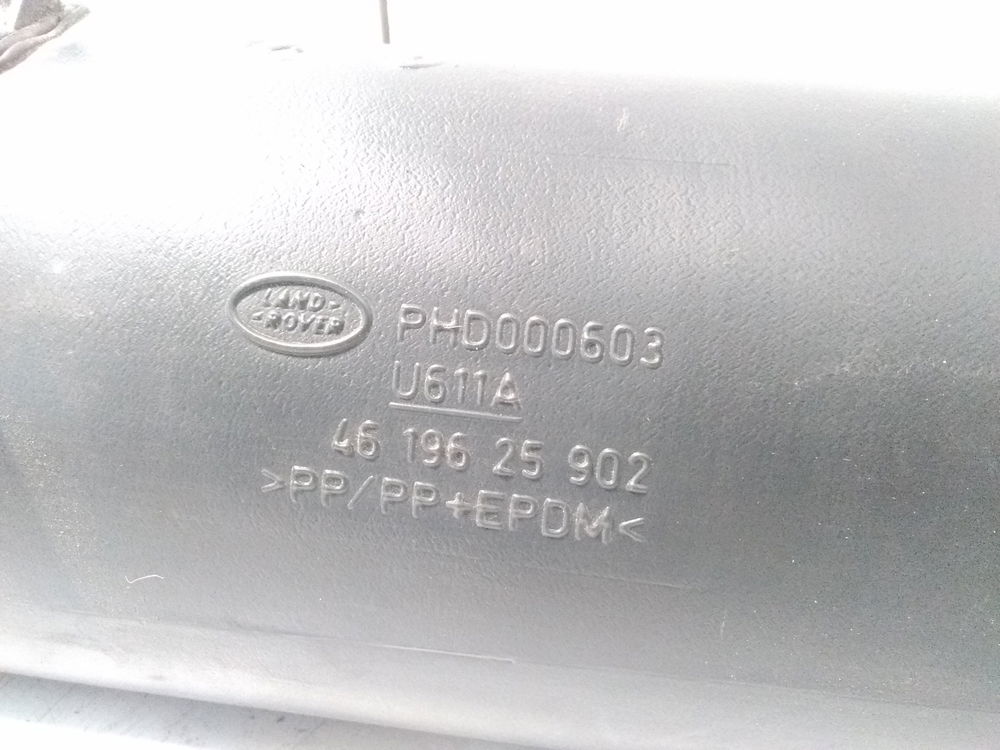 LAND-
-ROVER
PHD000603
U611A
46 196 25 902
>PP/PP+EPDM<